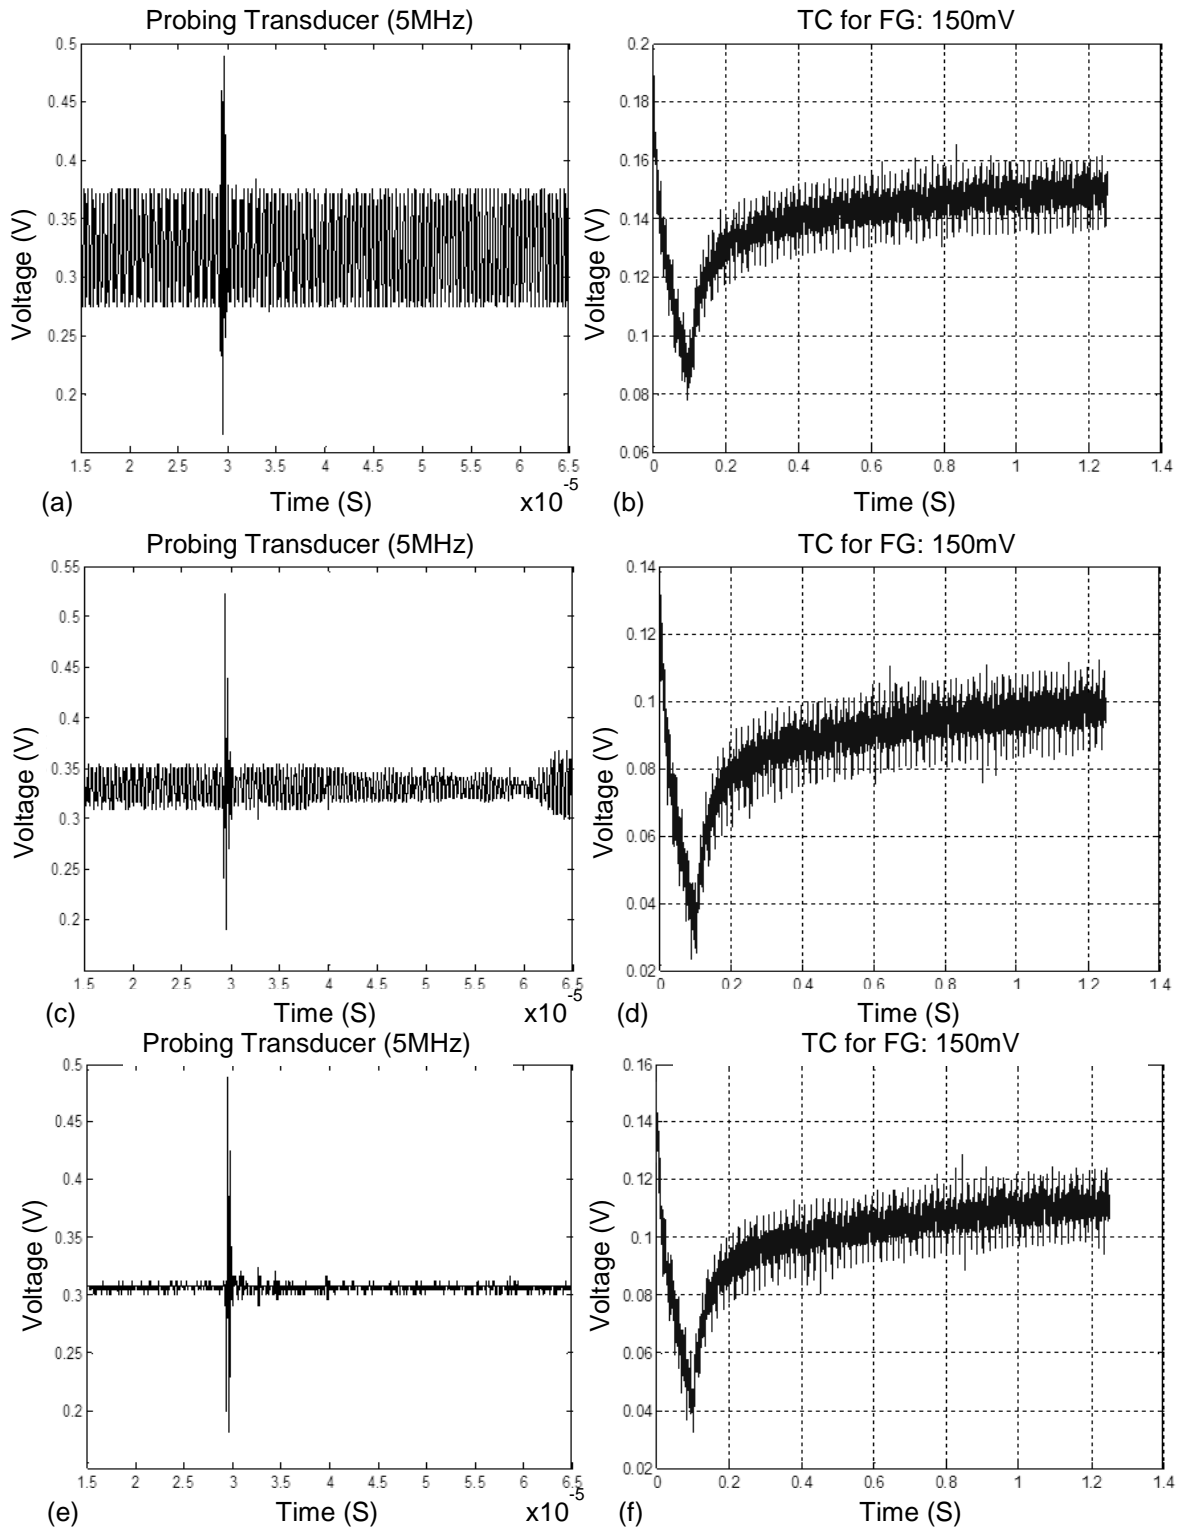 Probing Transducer (5MHz)
TC for FG: 150mV
0.5
0.45
0.4
0.35
0.3
0.25
0.2
Voltage (V)
1.5 2 2.5 3 3.5 4 4.5 5 5.5 6 6.5
(a) Time (S) x10 -5
0.2
0.18
0.16
0.14
0.12
0.1
0.08
0.06
Voltage (V)
0 0.2 0.4 0.6 0.8 1 1.2 1.4
(b) Time (S)
Probing Transducer (5MHz)
TC for FG: 150mV
0.55
0.5
0.45
0.4
0.35
0.3
0.25
0.2
Voltage (V)
1.5 2 2.5 3 3.5 4 4.5 5 5.5 6 6.5
(c) Time (S) x10 -5
0.14
0.12
0.1
0.08
0.06
0.04
0.02
Voltage (V)
0 0.2 0.4 0.6 0.8 1 1.2 1.4
(d) Time (S)
Probing Transducer (5MHz)
TC for FG: 150mV
0.5
0.45
0.4
0.35
0.3
0.25
0.2
Voltage (V)
1.5 2 2.5 3 3.5 4 4.5 5 5.5 6 6.5
(e) Time (S) x10 -5
0.16
0.14
0.12
0.1
0.08
0.06
0.04
0.02
Voltage (V)
0 0.2 0.4 0.6 0.8 1 1.2 1.4
(f) Time (S)